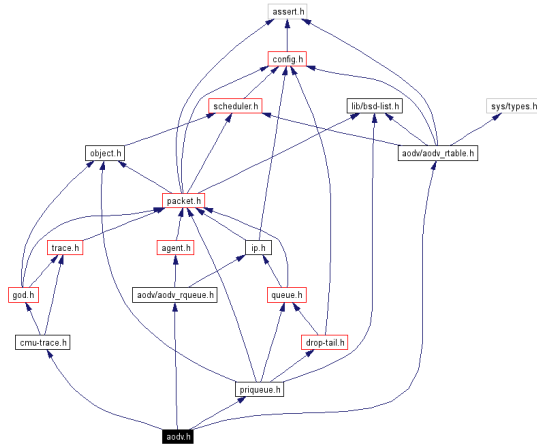 assert.h
config.h
scheduler.h
lib/bsd-list.h
sys/types.h
object.h
aodv/aodv_rtable.h
packet.h
trace.h
agent.h
ip.h
god.h
aodv/aodv_rqueue.h
queue.h
cmu-trace.h
drop-tail.h
priqueue.h
aodv.h